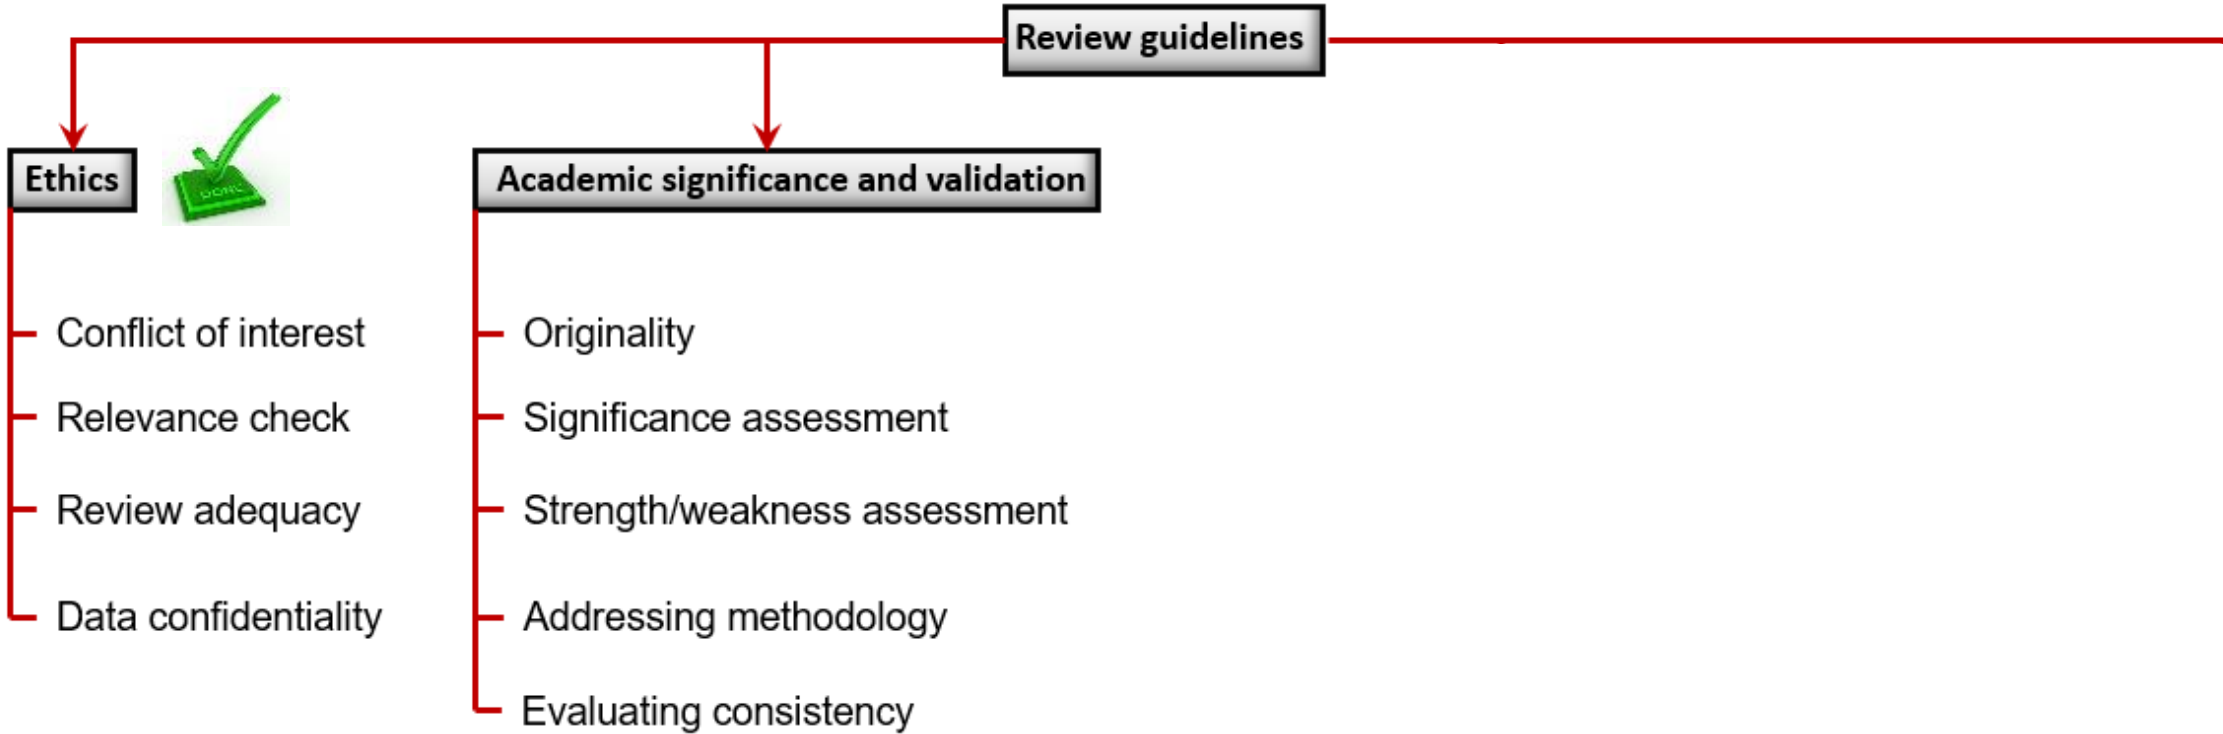 Review guidelines
Ethics
DONE
Conflict of interest
Relevance check
Review adequacy
Data confidentiality
Academic significance and validation
Originality
Significance assessment
Strength/weakness assessment
Addressing methodology
Evaluating consistency